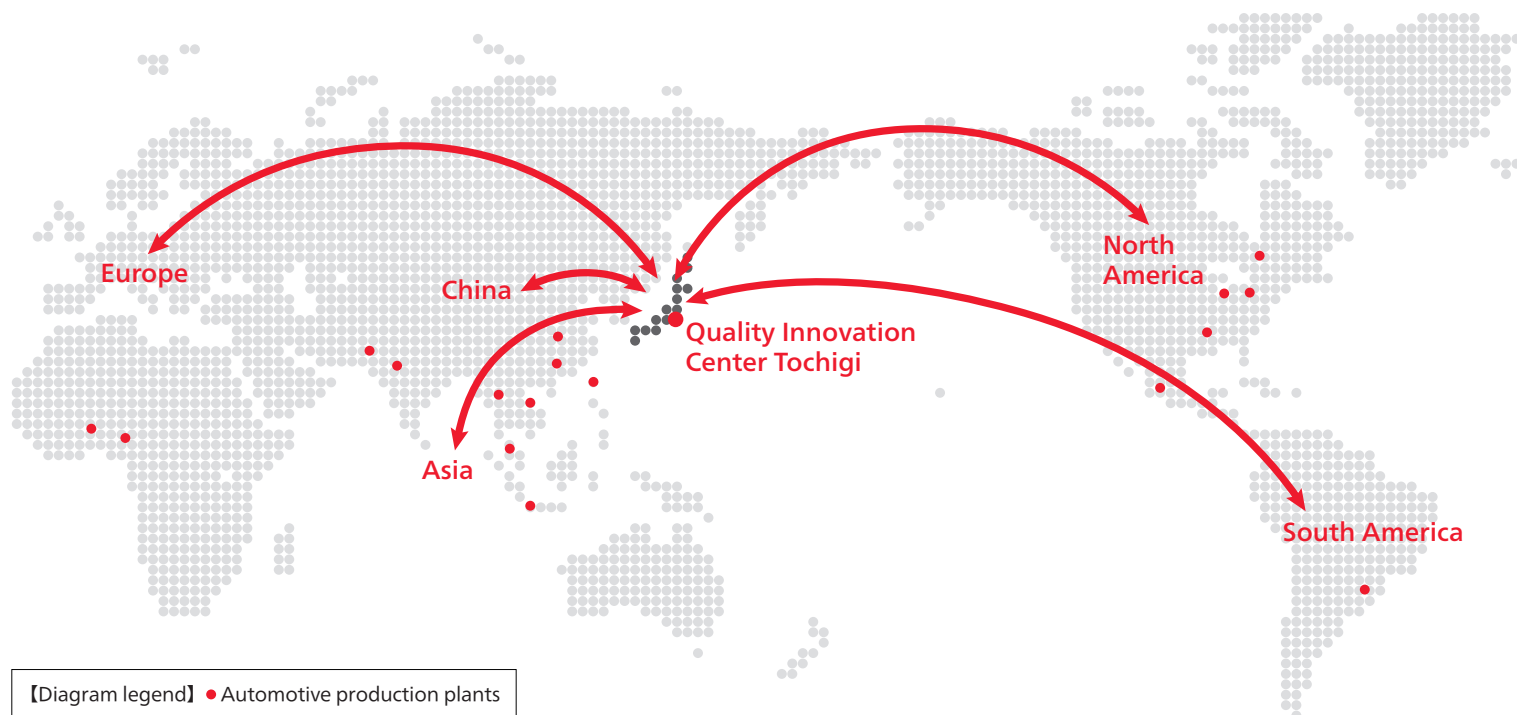 Europe
China
North
America
Quality Innovation
Center Tochigi
Asia
South America
【Diagram legend】 ● Automotive production plants